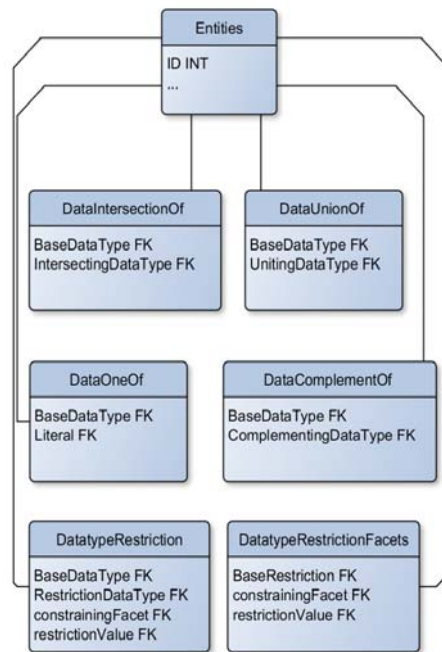 Entities
ID INT
...
DataIntersectionOf
BaseDataType FK
IntersectingDataType FK
DataUnionOf
BaseDataType FK
UnitingDataType FK
DataOneOf
BaseDataType FK
Literal FK
DataComplementOf
BaseDataType FK
ComplementingDataType FK
DatatypeRestriction
BaseDataType FK
RestrictionDataType FK
constrainingFacet FK
restrictionValue FK
DatatypeRestrictionFacets
BaseRestriction FK
constrainingFacet FK
restrictionValue FK